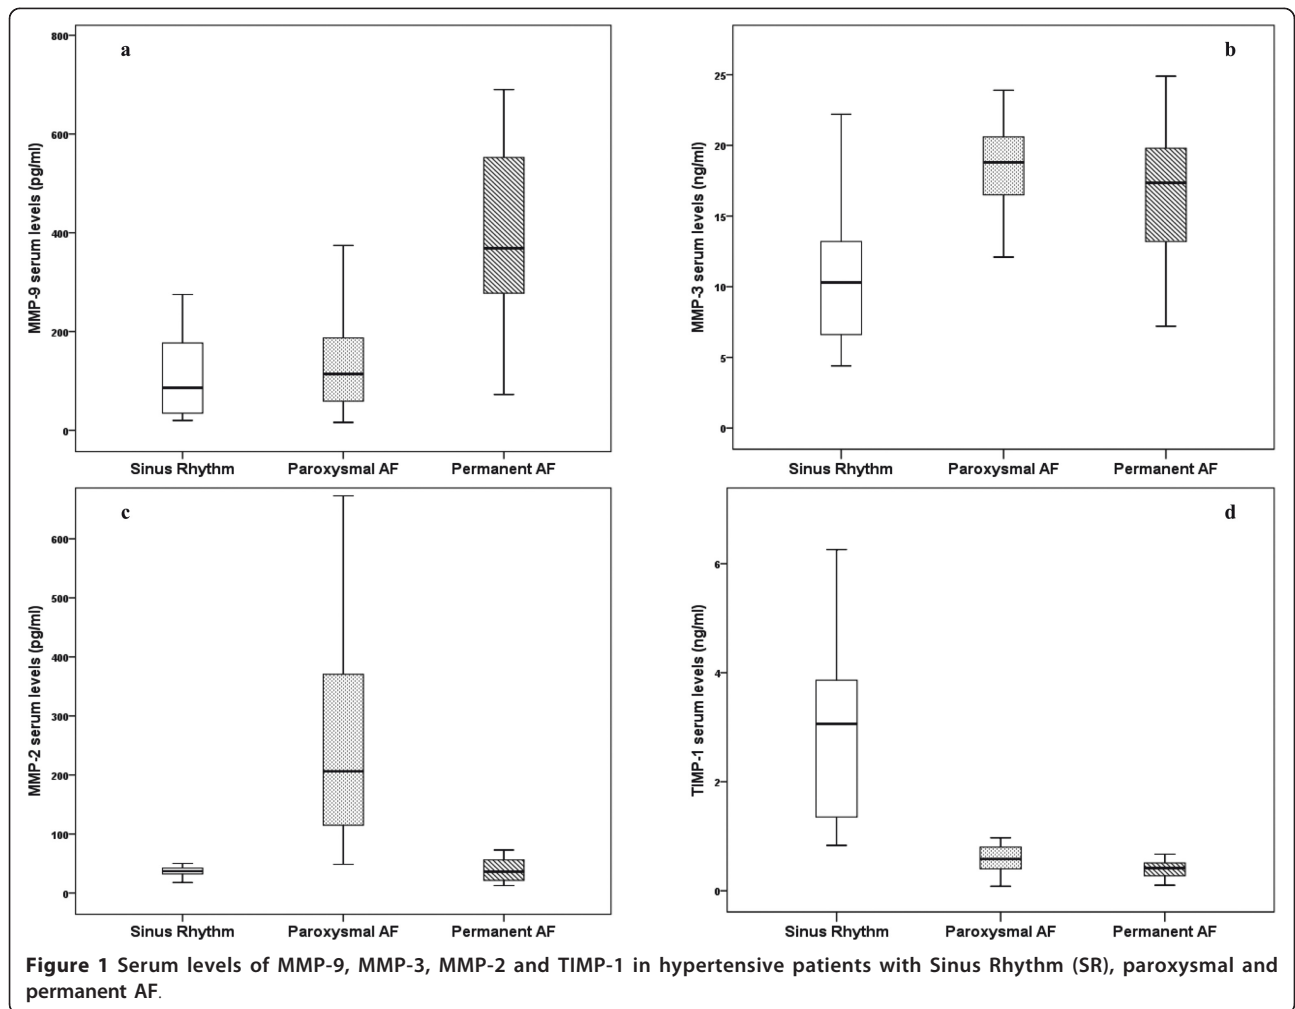 a
800
600
400
200
0
MMP-9 serum levels (pg/ml)
Sinus Rhythm
Paroxysmal AF
Permanent AF
b
25
20
15
10
5
0
MMP-3 serum levels (ng/ml)
Sinus Rhythm
Paroxysmal AF
Permanent AF
c
600
500
400
300
200
100
0
MMP-2 serum levels (pg/ml)
Sinus Rhythm
Paroxysmal AF
Permanent AF
d
6
4
2
0
TIMP-1 serum levels (ng/ml)
Sinus Rhythm
Paroxysmal AF
Permanent AF
Figure 1 Serum levels of MMP-9, MMP-3, MMP-2 and TIMP-1 in hypertensive patients with Sinus Rhythm (SR), paroxysmal and
permanent AF.